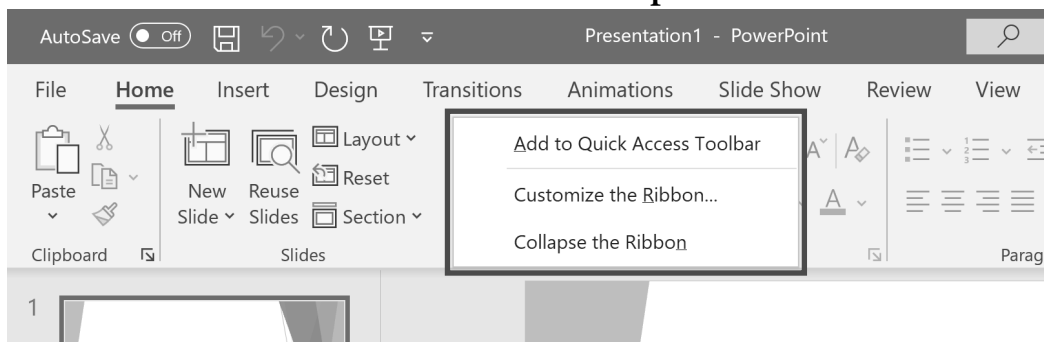 AutoSave Off Presentation1 - PowerPoint
File Home Insert Design Transitions Animations Slide Show Review View
Add to Quick Access Toolbar
Customize the Ribbon...
Collapse the Ribbon
Paste
New Slide
Reuse Slides
Layout
Reset
Section
A A
A
Clipboard Slides
1